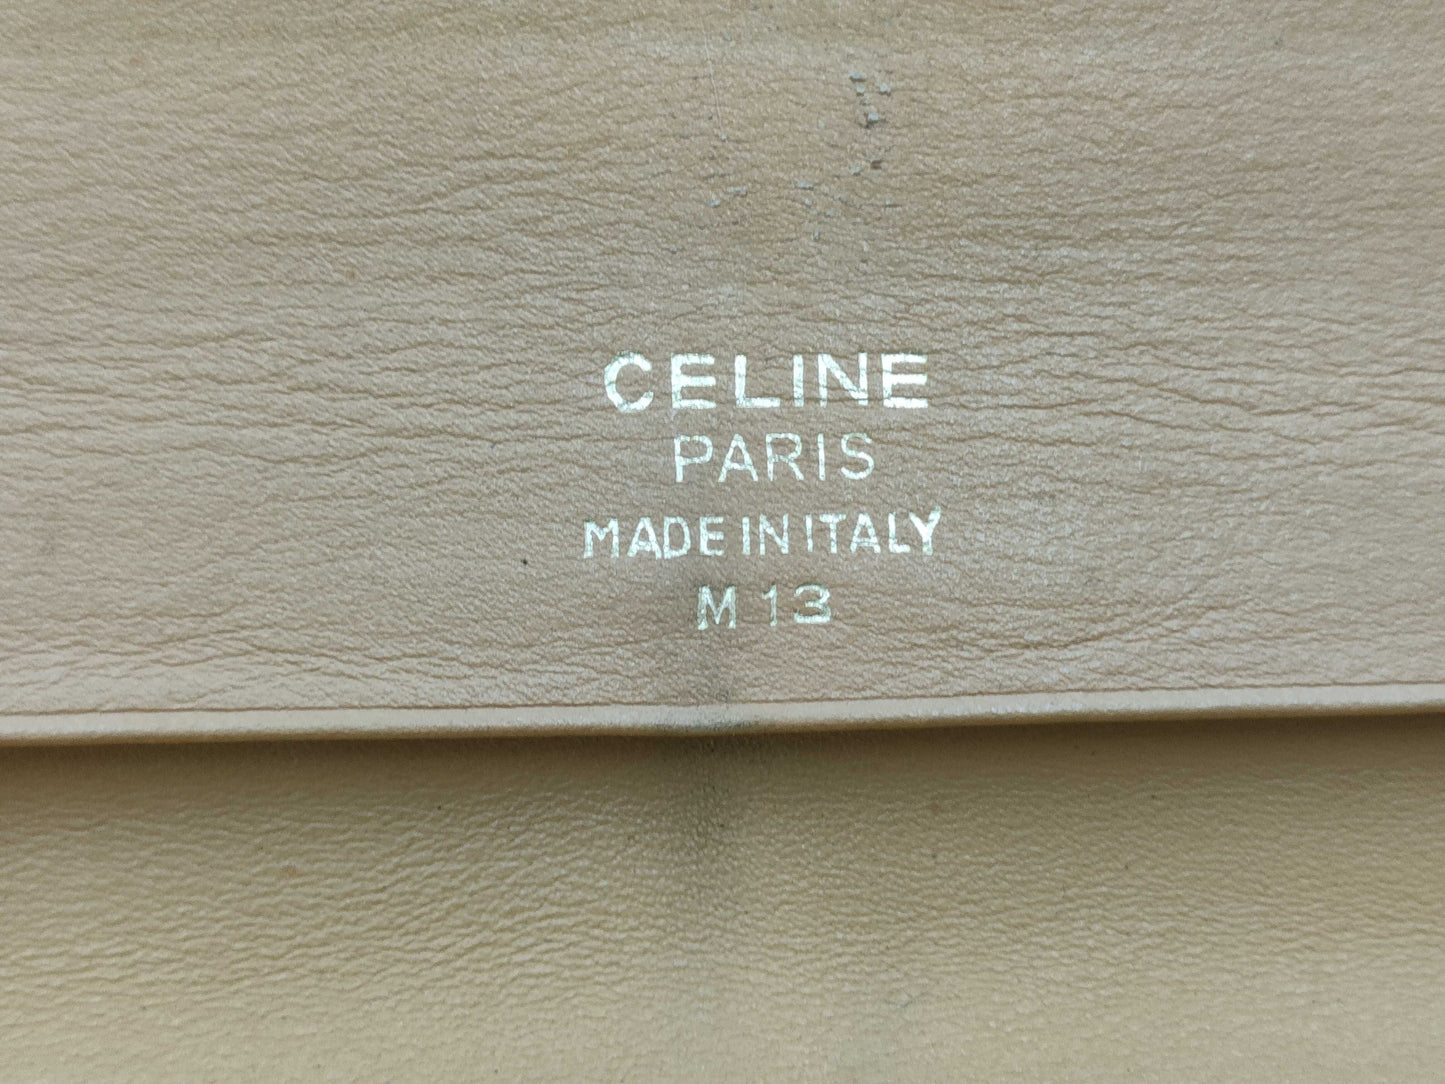 CELINE
PARIS
MADE IN ITALY
M 13